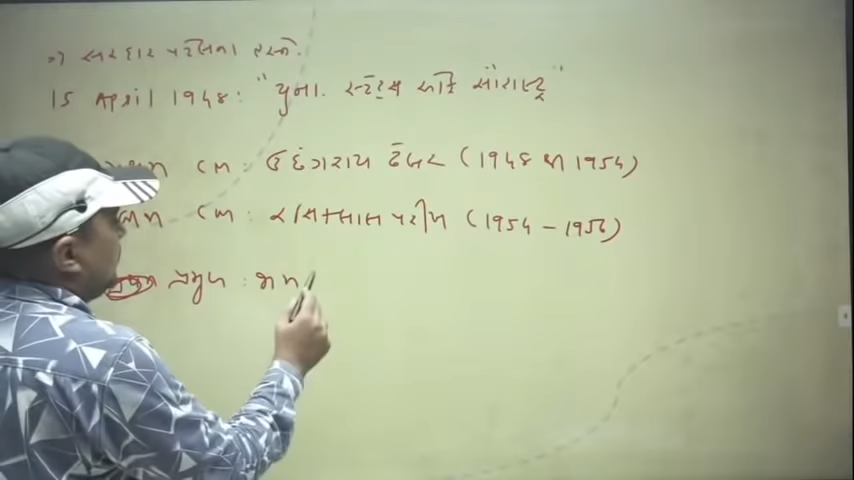 → સરદાર પટેલના હસ્તે.
15 April 1948: "યુના. સ્ટેટ્સ ઓફ સૌરાષ્ટ્ર"
CM: ઉછંગરાય ઢેબર (1948 થી 1954)
CM: રસિકલાલ પરીખ (1954 - 1956)
પ્રમુખ: જામ